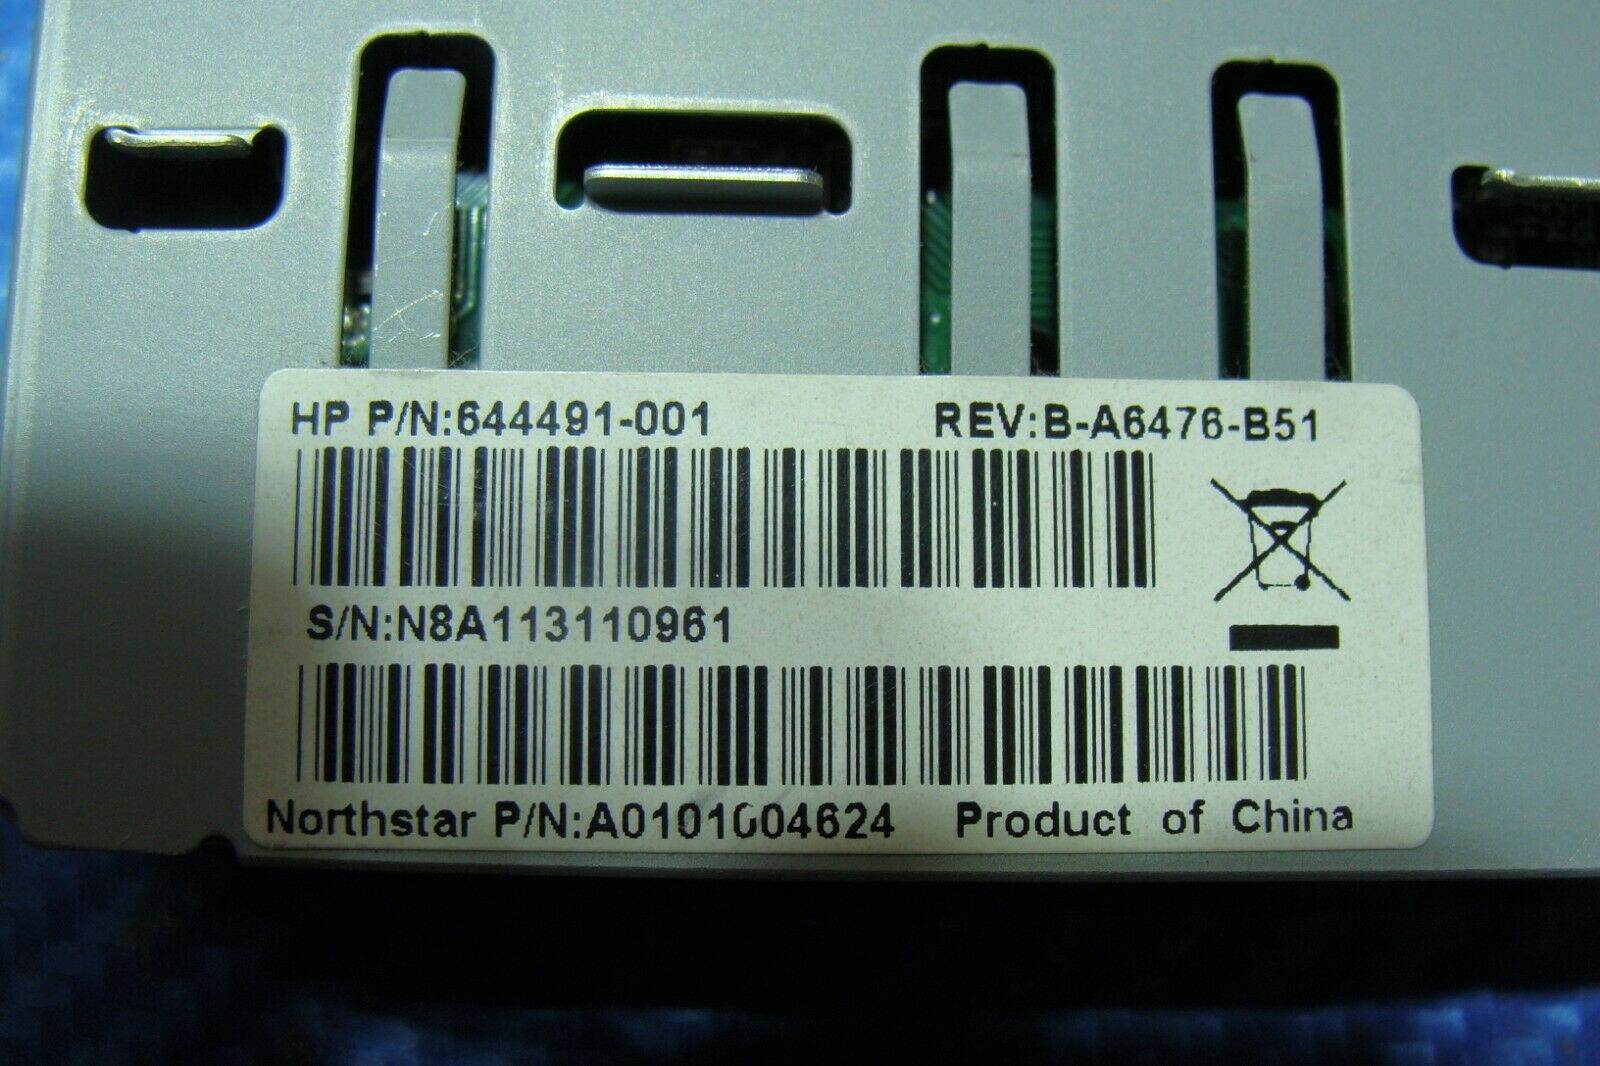 HP P/N:644491-001 REV:B-A6476-B51
S/N:N8A113110961
Northstar P/N:A0101004624 Product of China